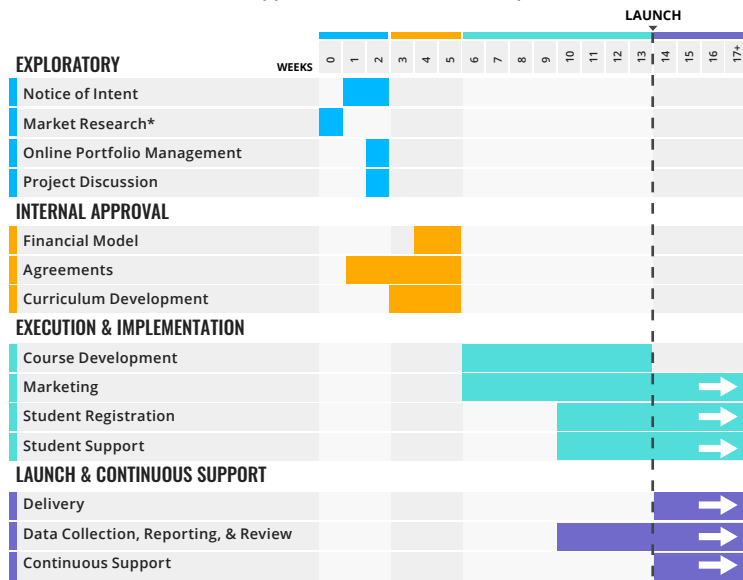 LAUNCH
EXPLORATORY WEEKS 0 1 2 3 4 5 6 7 8 9 10 11 12 13 14 15 16 17+
Notice of Intent
Market Research*
Online Portfolio Management
Project Discussion
INTERNAL APPROVAL
Financial Model
Agreements
Curriculum Development
EXECUTION & IMPLEMENTATION
Course Development
Marketing
Student Registration
Student Support
LAUNCH & CONTINUOUS SUPPORT
Delivery
Data Collection, Reporting, & Review
Continuous Support